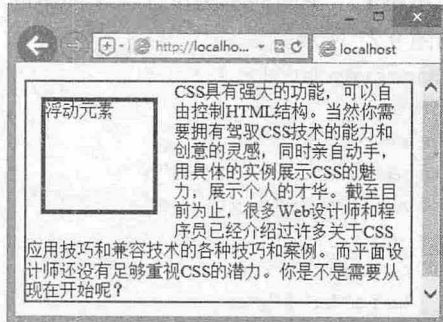 http://localho...
localhost
浮动元素
CSS具有强大的功能，可以自
由控制HTML结构。当然你需
要拥有驾驭CSS技术的能力和
创意的灵感，同时亲自动手，
用具体的实例展示CSS的魅
力，展示个人的才华。截至目
前为止，很多Web设计师和程
序员已经介绍过许多关于CSS
应用技巧和兼容技术的各种技巧和案例。而平面设
计师还没有足够重视CSS的潜力。你是不是需要从
现在开始呢？